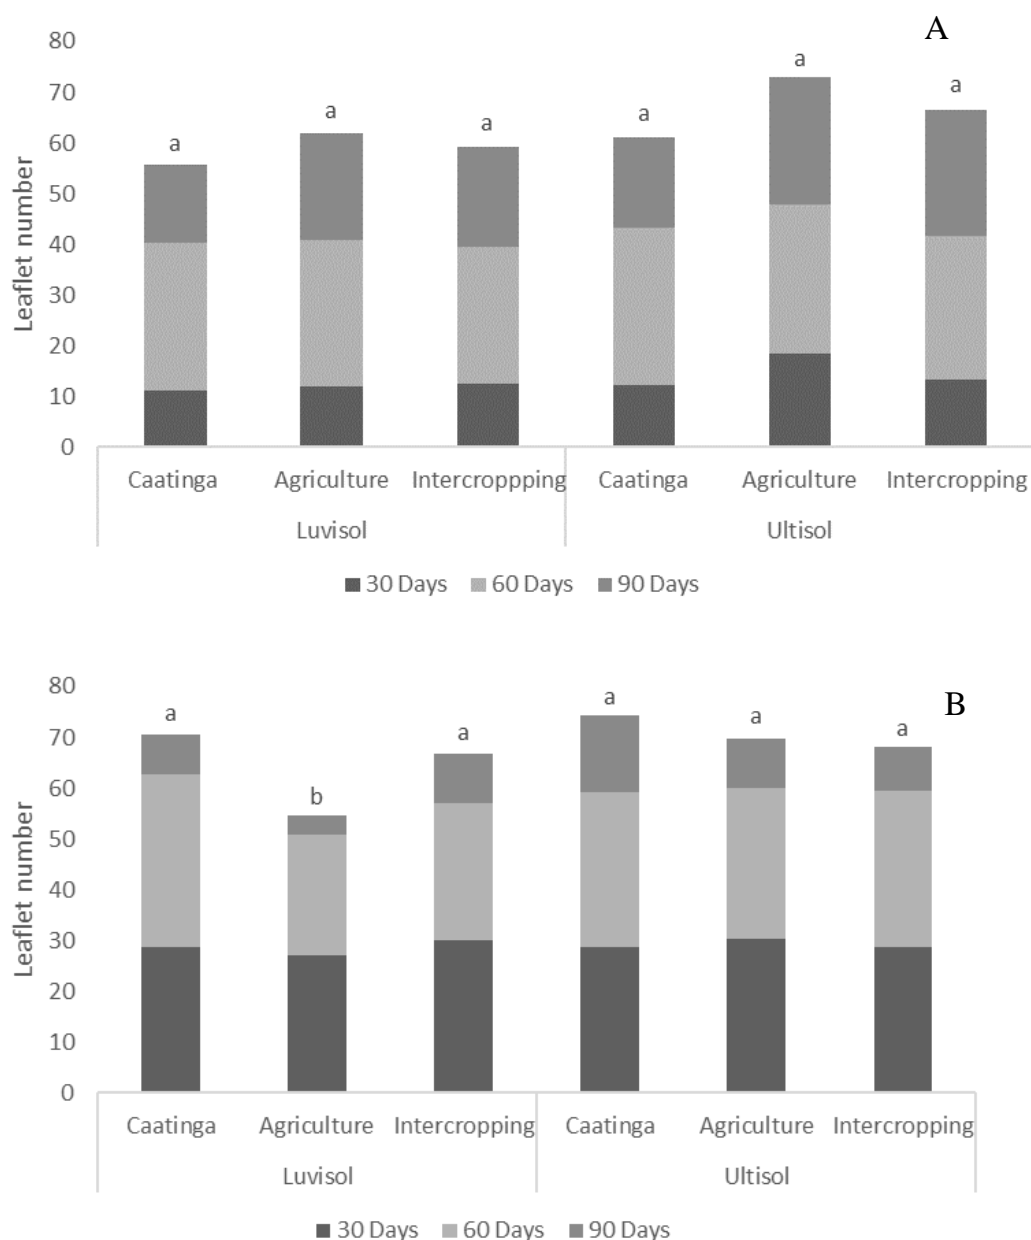 A
80
70
60
50
40
30
20
10
0
Leaflet number
a a a a a a
Caatinga Agriculture Intercroppping Caatinga Agriculture Intercropping
Luvisol Ultisol
30 Days 60 Days 90 Days
B
80
70
60
50
40
30
20
10
0
Leaflet number
a b a a a a
Caatinga Agriculture Intercropping Caatinga Agriculture Intercropping
Luvisol Ultisol
30 Days 60 Days 90 Days